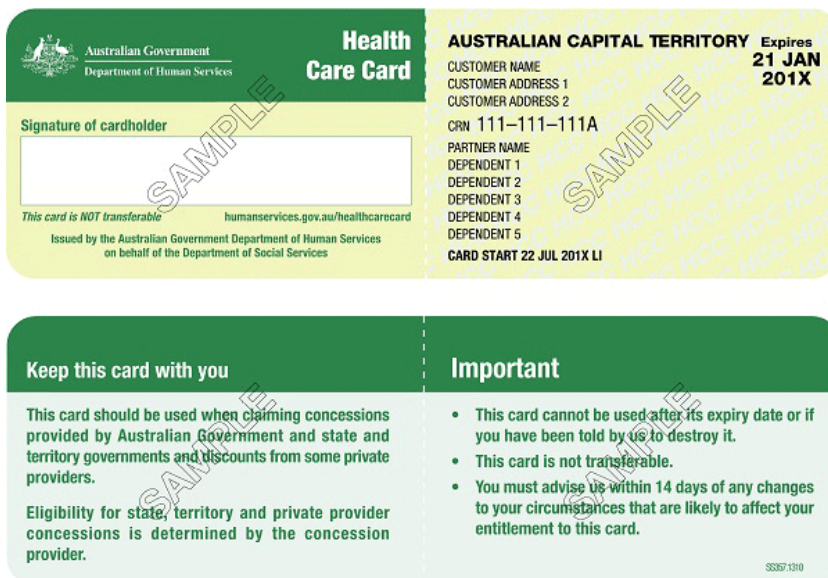 Australian Government
Department of Human Services
Health
Care Card
Signature of cardholder
SAMPLE
This card is NOT transferable
humanservices.gov.au/healthcarecard
Issued by the Australian Government Department of Human Services
on behalf of the Department of Social Services
AUSTRALIAN CAPITAL TERRITORY
Expires
21 JAN
201X
CUSTOMER NAME
CUSTOMER ADDRESS 1
CUSTOMER ADDRESS 2
CRN 111–111–111A
PARTNER NAME
DEPENDENT 1
DEPENDENT 2
DEPENDENT 3
DEPENDENT 4
DEPENDENT 5
CARD START 22 JUL 201X LI
SAMPLE
HCC HCC HCC HCC
Keep this card with you
This card should be used when claiming concessions
provided by Australian Government and state and
territory governments and discounts from some private
providers.
Eligibility for state, territory and private provider
concessions is determined by the concession
provider.
SAMPLE
Important
• This card cannot be used after its expiry date or if
you have been told by us to destroy it.
• This card is not transferable.
• You must advise us within 14 days of any changes
to your circumstances that are likely to affect your
entitlement to this card.
SAMPLE
SS357.1310